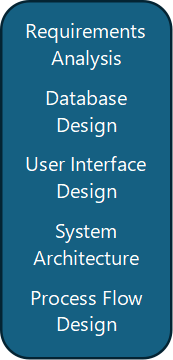 Requirements
Analysis
Database
Design
User Interface
Design
System
Architecture
Process Flow
Design